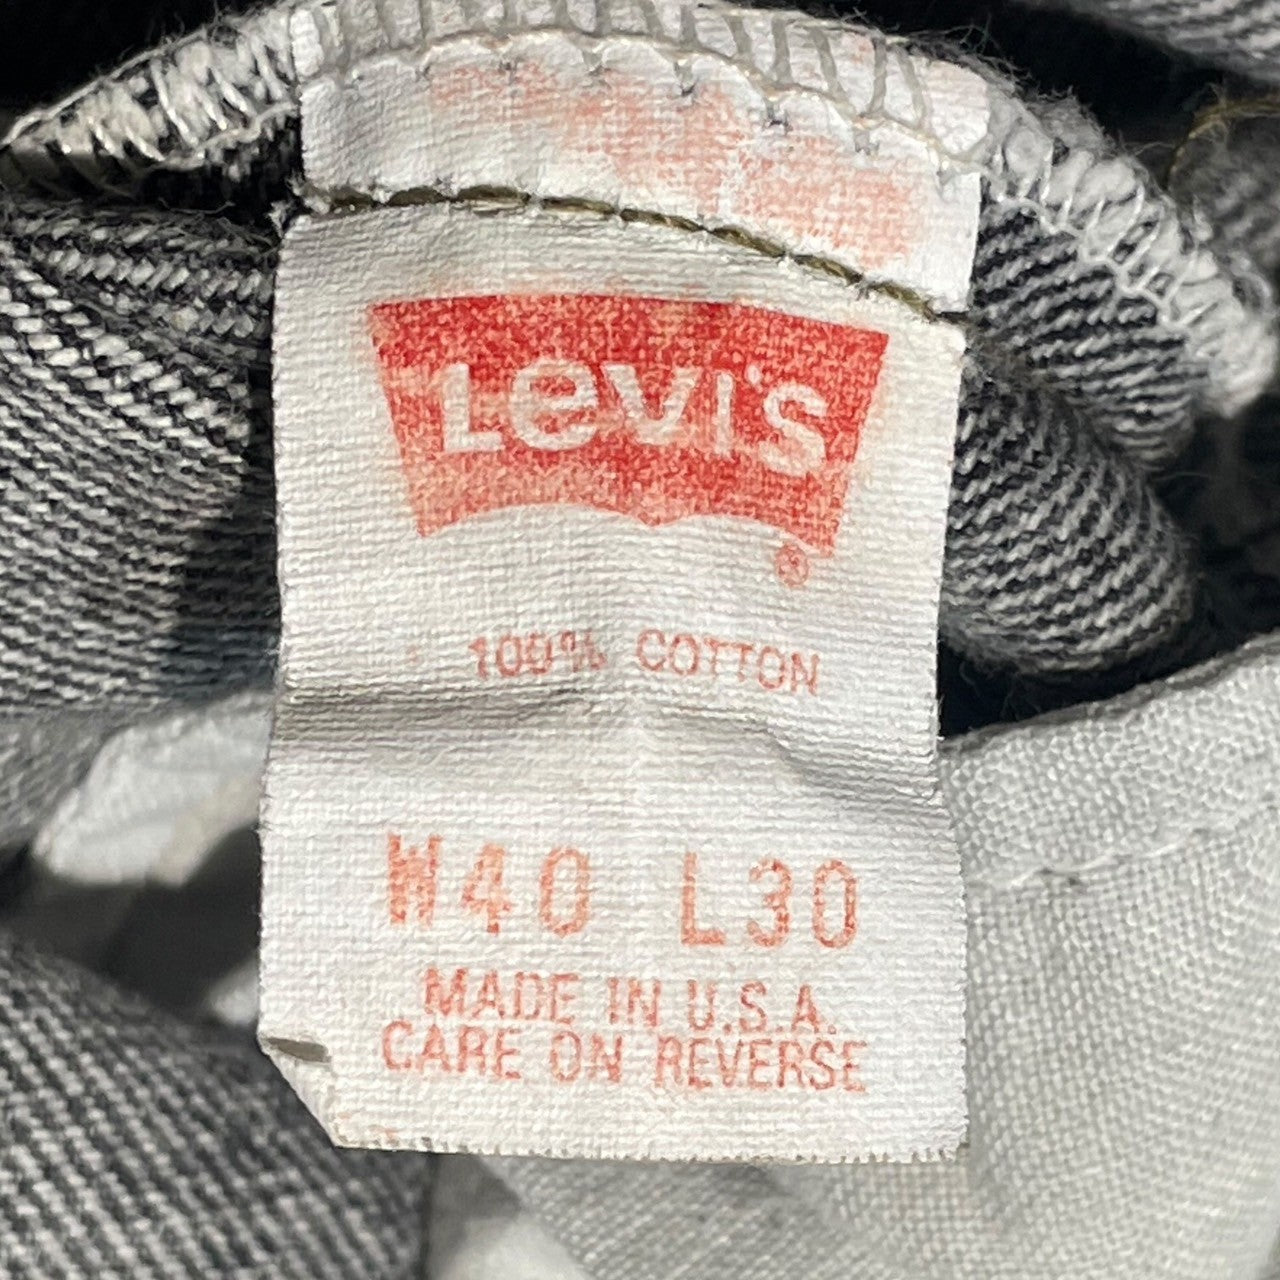 Levi's
®
100% COTTON
W40 L30
MADE IN U.S.A.
CARE ON REVERSE